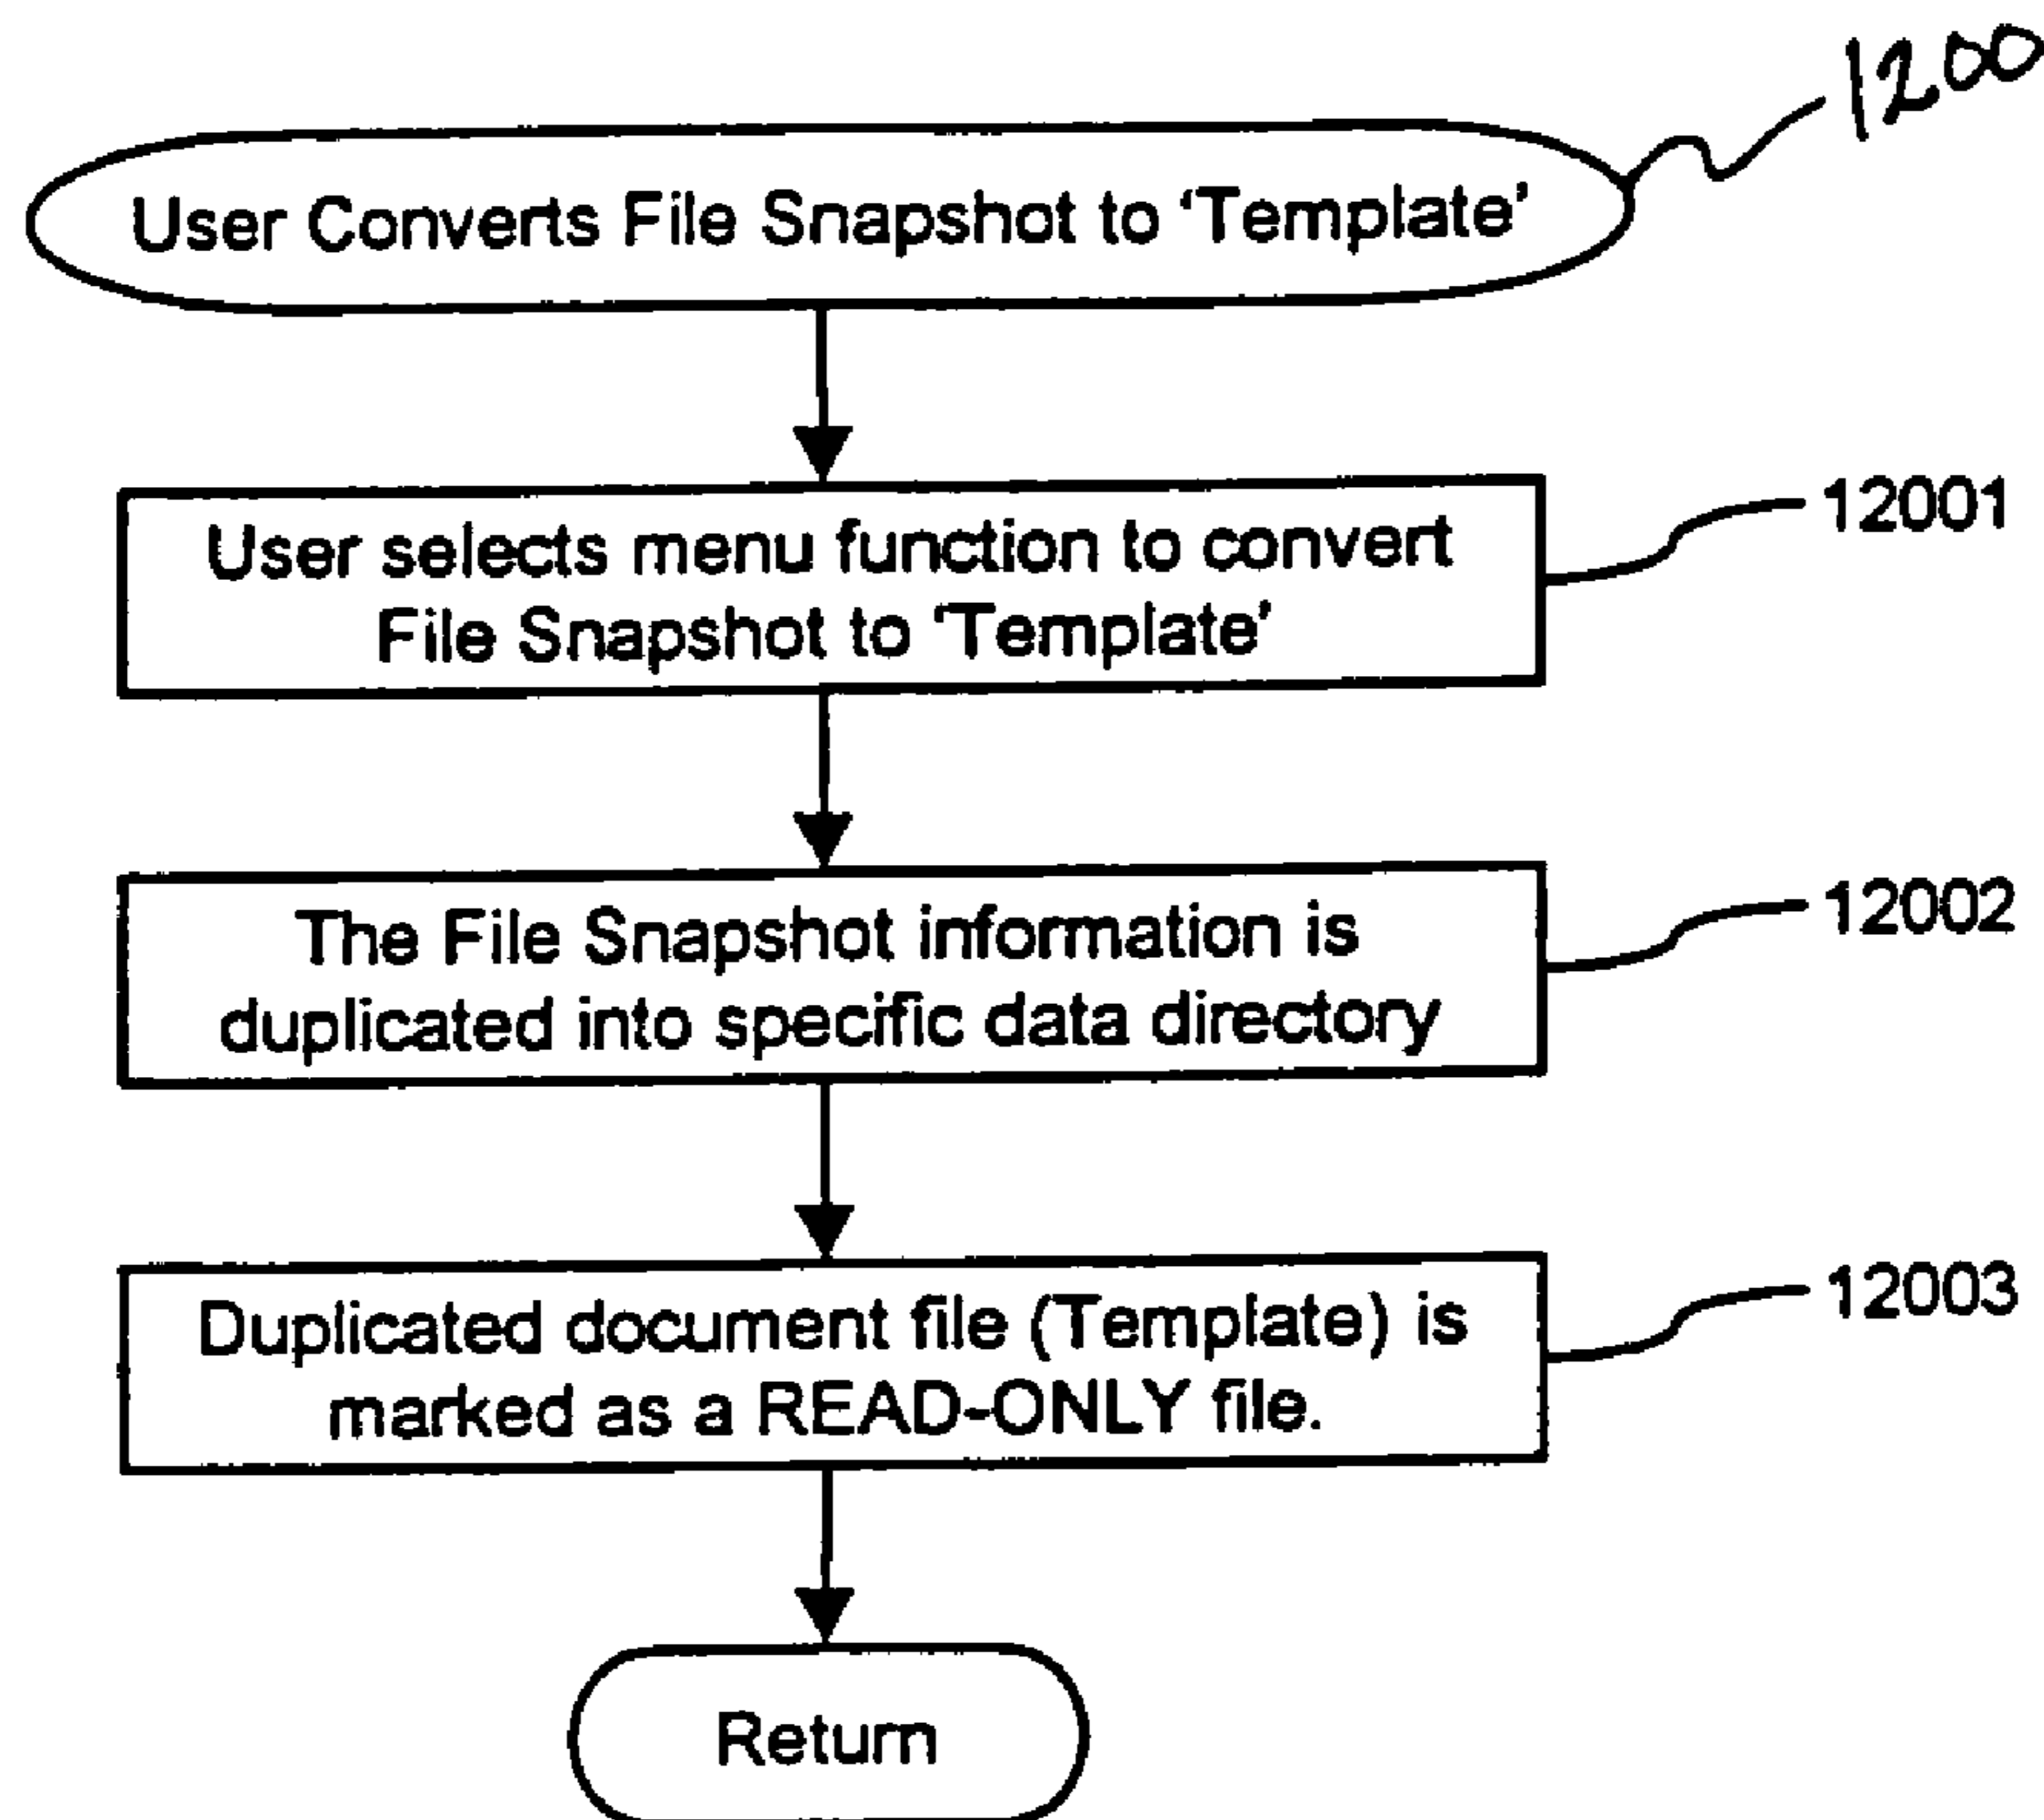 1200
User Converts File Snapshot to ‘Template’
User selects menu function to convert
File Snapshot to ‘Template’
12001
The File Snapshot information is
duplicated into specific data directory
12002
Duplicated document file (Template) is
marked as a READ-ONLY file.
12003
Return